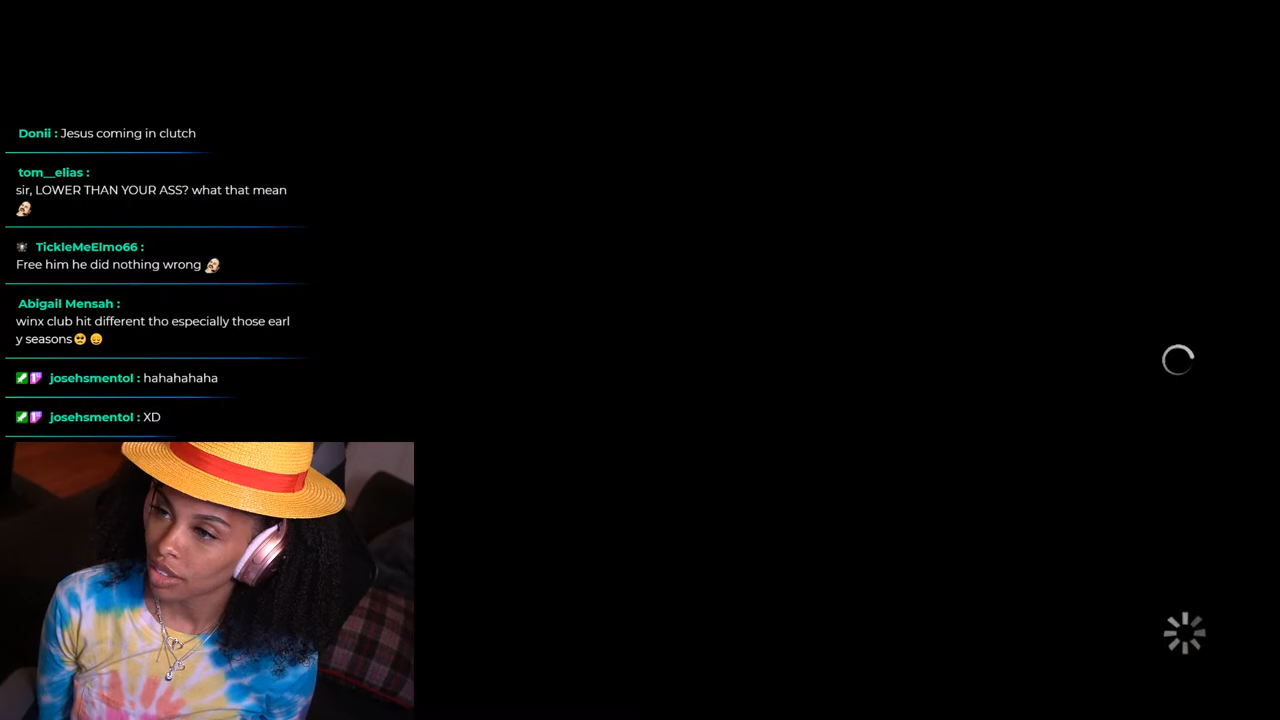 Donii : Jesus coming in clutch
tom__elias :
sir, LOWER THAN YOUR ASS? what that mean
TickleMeElmo66 :
Free him he did nothing wrong
Abigail Mensah :
winx club hit different tho especially those earl
y seasons🥺😞
josehsmentol : hahahahaha
josehsmentol : XD